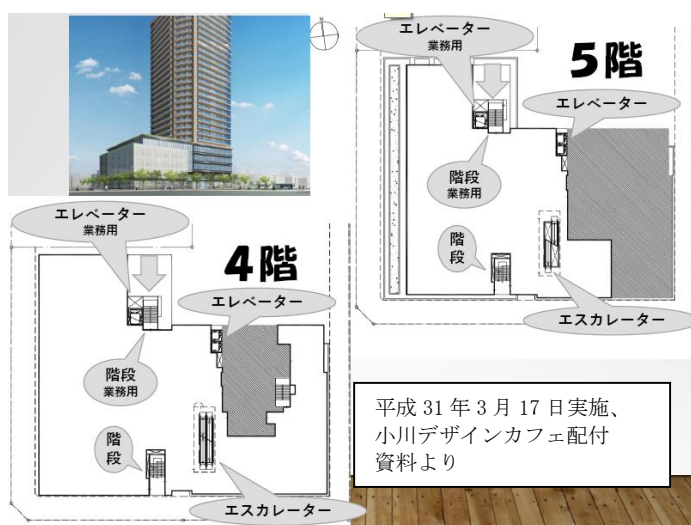 エレベーター
業務用
5階
エレベーター
階段
業務用
階
段
エスカレーター
エレベーター
業務用
4階
エレベーター
階段
業務用
階
段
エスカレーター
平成 31 年 3 月 17 日実施、
小川デザインカフェ配付
資料より